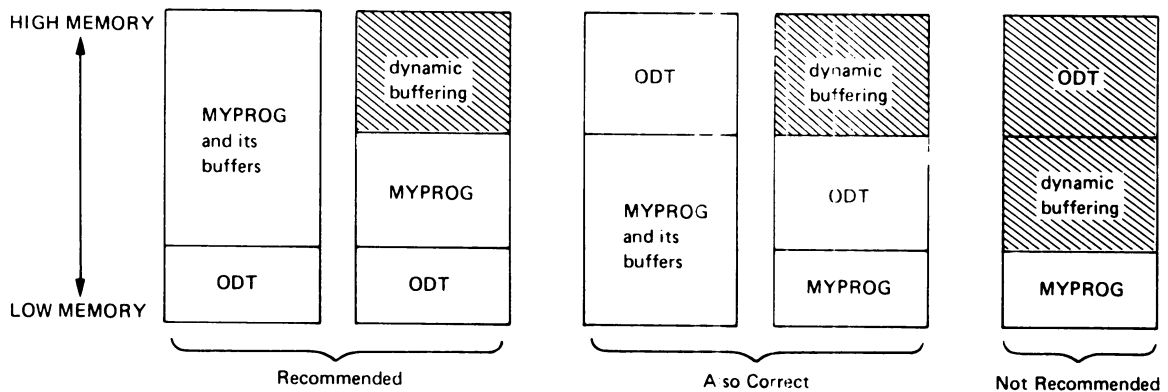 HIGH MEMORY
LOW MEMORY
MYPROG
and its
buffers
ODT
dynamic
buffering
MYPROG
ODT
Recommended
ODT
MYPROG
and its
buffers
dynamic
buffering
ODT
MYPROG
A so Correct
ODT
dynamic
buffering
MYPROG
Not Recommended